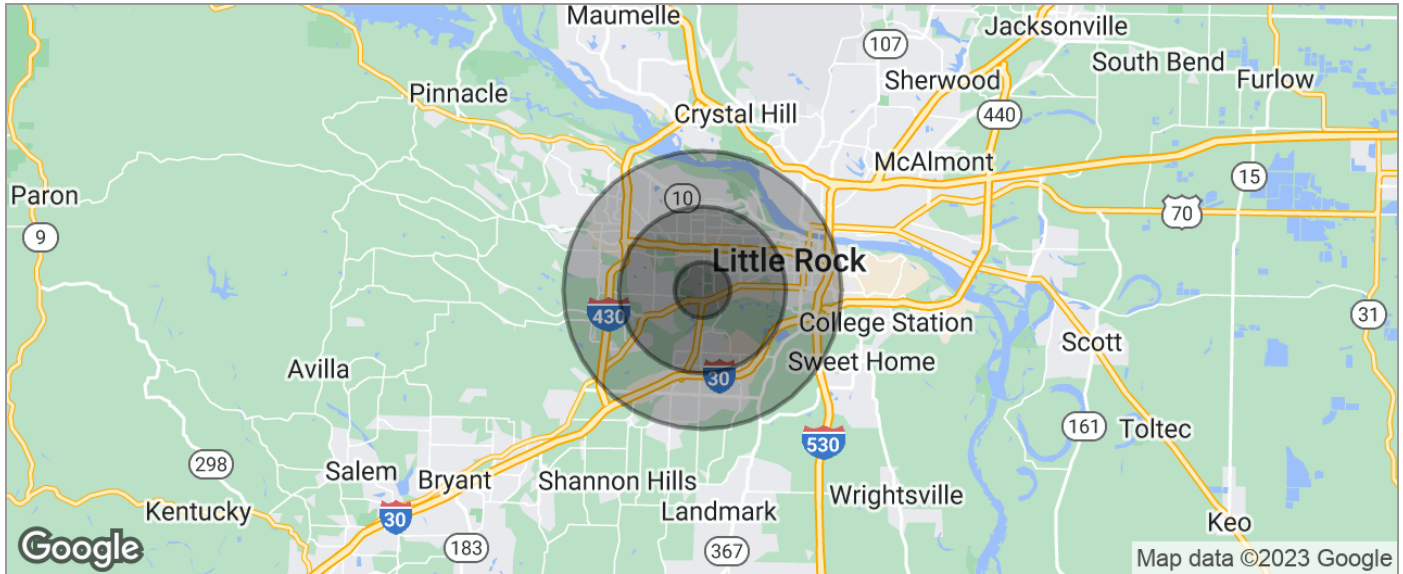 Maumelle
Jacksonville
107
South Bend
Sherwood
Furlow
Pinnacle
440
Crystal Hill
McAlmont
15
Paron
10
70
9
Little Rock
430
College Station
31
Scott
Sweet Home
Avilla
30
161
Toltec
530
298
Salem
Bryant
Shannon Hills
Wrightsville
Landmark
Kentucky
30
Keo
183
367
Google
Map data ©2023 Google